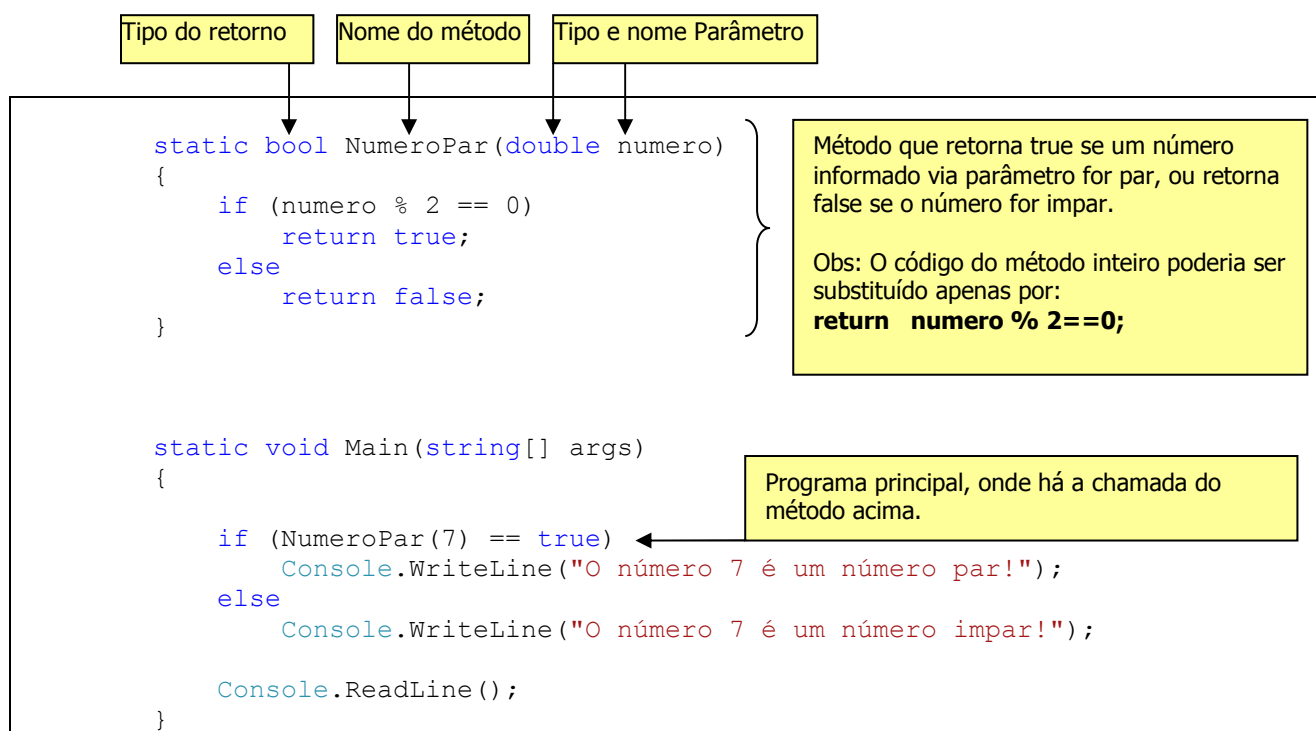 Tipo do retorno
Nome do método
Tipo e nome Parâmetro
static bool NumeroPar(double numero)
{
if (numero % 2 == 0)
return true;
else
return false;
}
Método que retorna true se um número
informado via parâmetro for par, ou retorna
false se o número for impar.
Obs: O código do método inteiro poderia ser
substituído apenas por:
return numero % 2==0;
static void Main(string[] args)
{
Programa principal, onde há a chamada do
método acima.
if (NumeroPar(7) == true)
Console.WriteLine("O número 7 é um número par!");
else
Console.WriteLine("O número 7 é um número impar!");
Console.ReadLine();
}